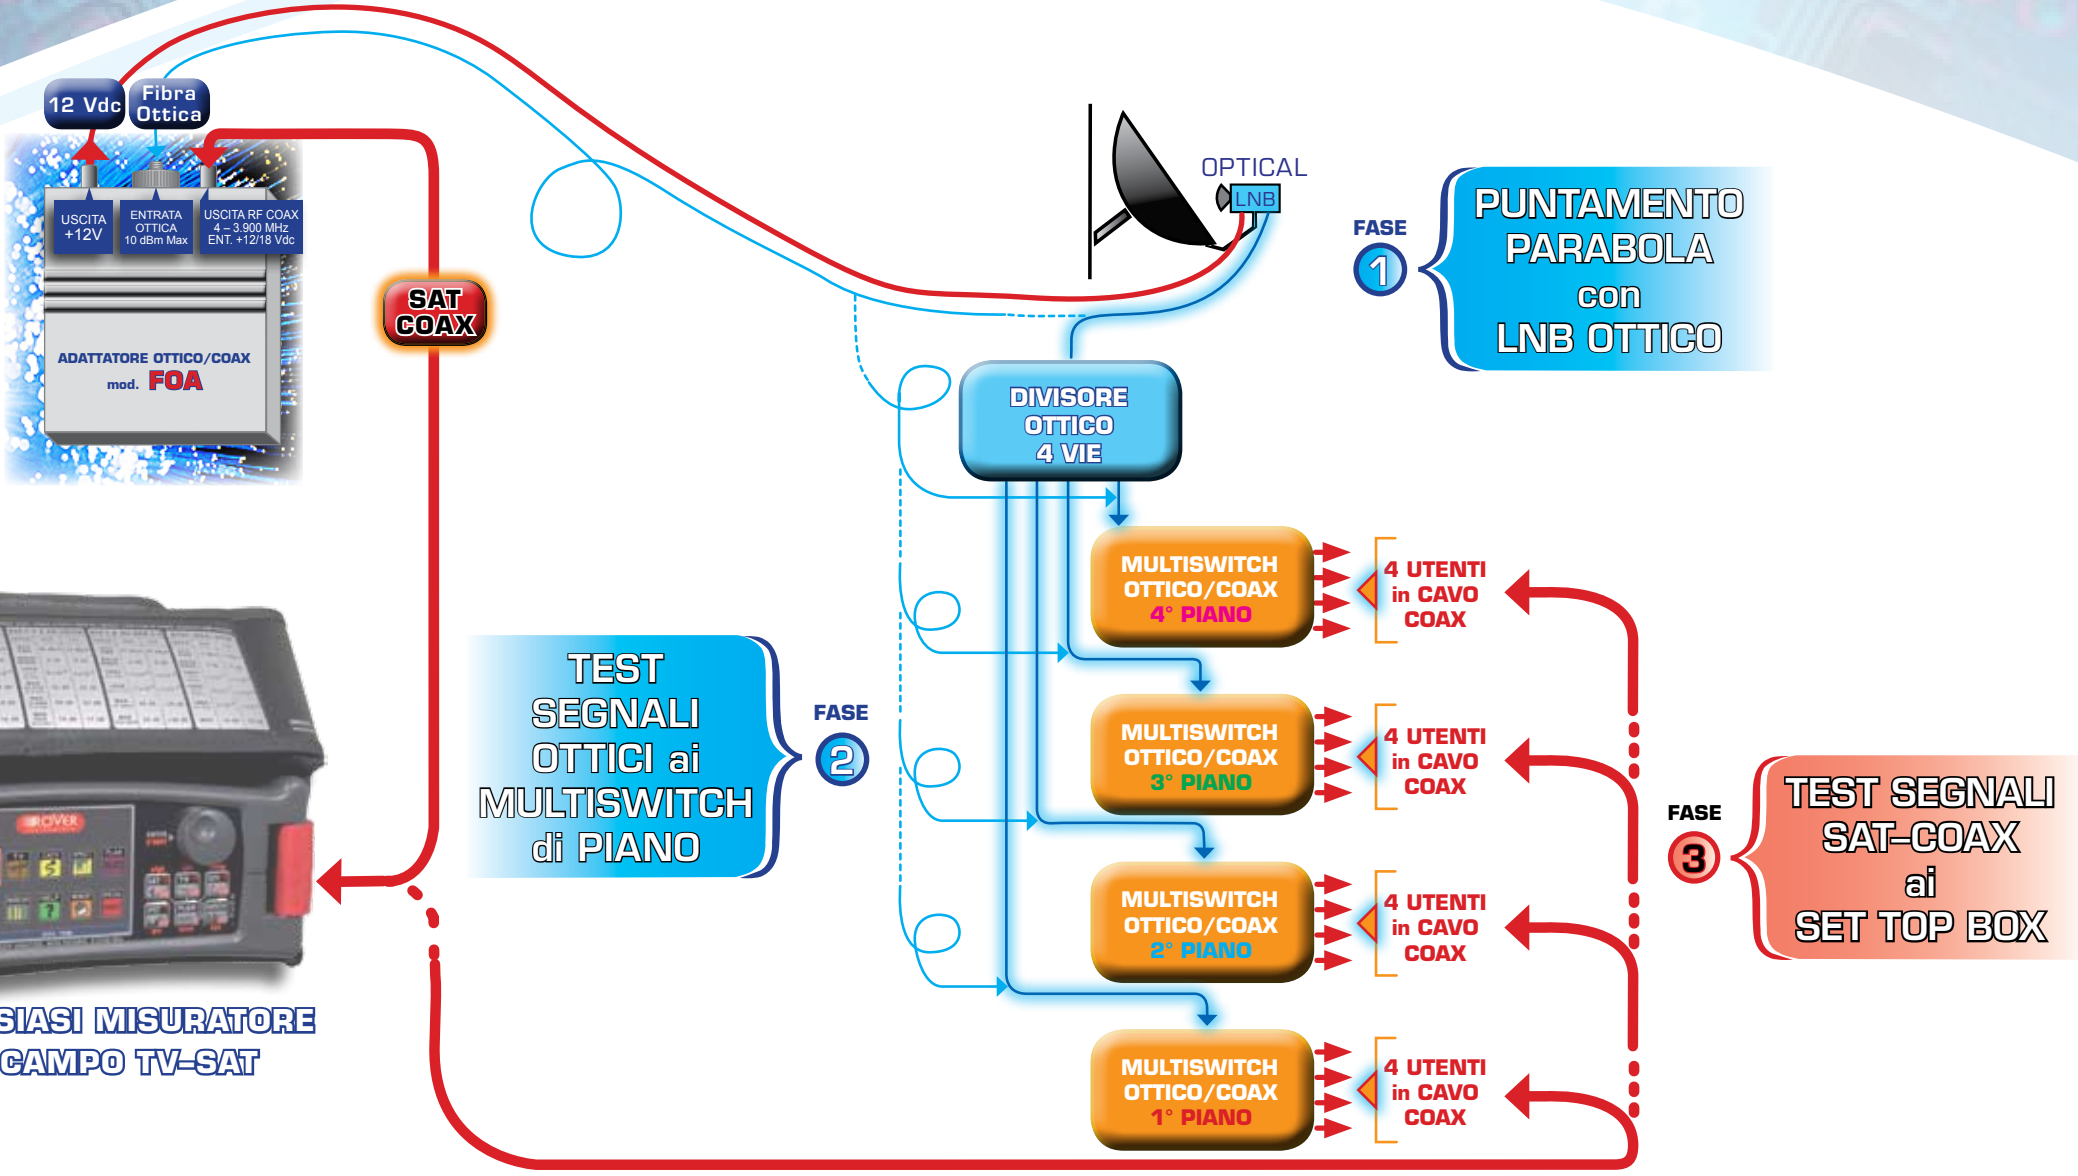 12 Vdc
Fibra
Ottica
USCITA
+12V
ENTRATA
OTTICA
10 dBm Max
USCITA RF COAX
4 – 3.900 MHz
ENT. +12/18 Vdc
ADATTATORE OTTICO/COAX
mod. FOA
SAT
COAX
OPTICAL
LNB
FASE
1
PUNTAMENTO
PARABOLA
con
LNB OTTICO
DIVISORE
OTTICO
4 VIE
MULTISWITCH
OTTICO/COAX
4° PIANO
4 UTENTI
in CAVO
COAX
TEST
SEGNALI
OTTICI ai
MULTISWITCH
di PIANO
FASE
2
MULTISWITCH
OTTICO/COAX
3° PIANO
4 UTENTI
in CAVO
COAX
FASE
3
TEST SEGNALI
SAT–COAX
ai
SET TOP BOX
ROVER
MULTISWITCH
OTTICO/COAX
2° PIANO
4 UTENTI
in CAVO
COAX
SIASI MISURATORE
CAMPO TV–SAT
MULTISWITCH
OTTICO/COAX
1° PIANO
4 UTENTI
in CAVO
COAX